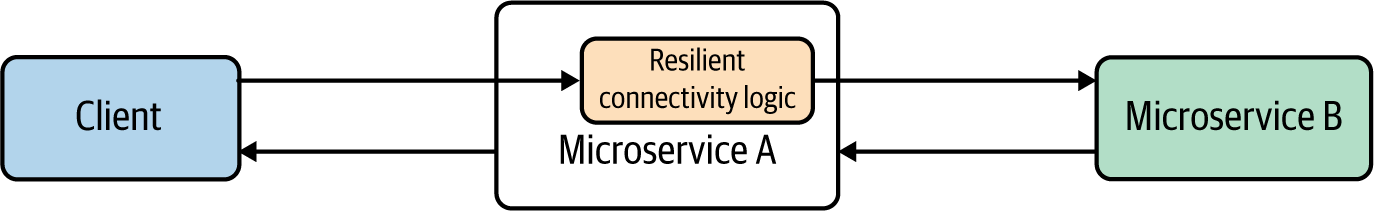 Client
Resilient
connectivity logic
Microservice A
Microservice B